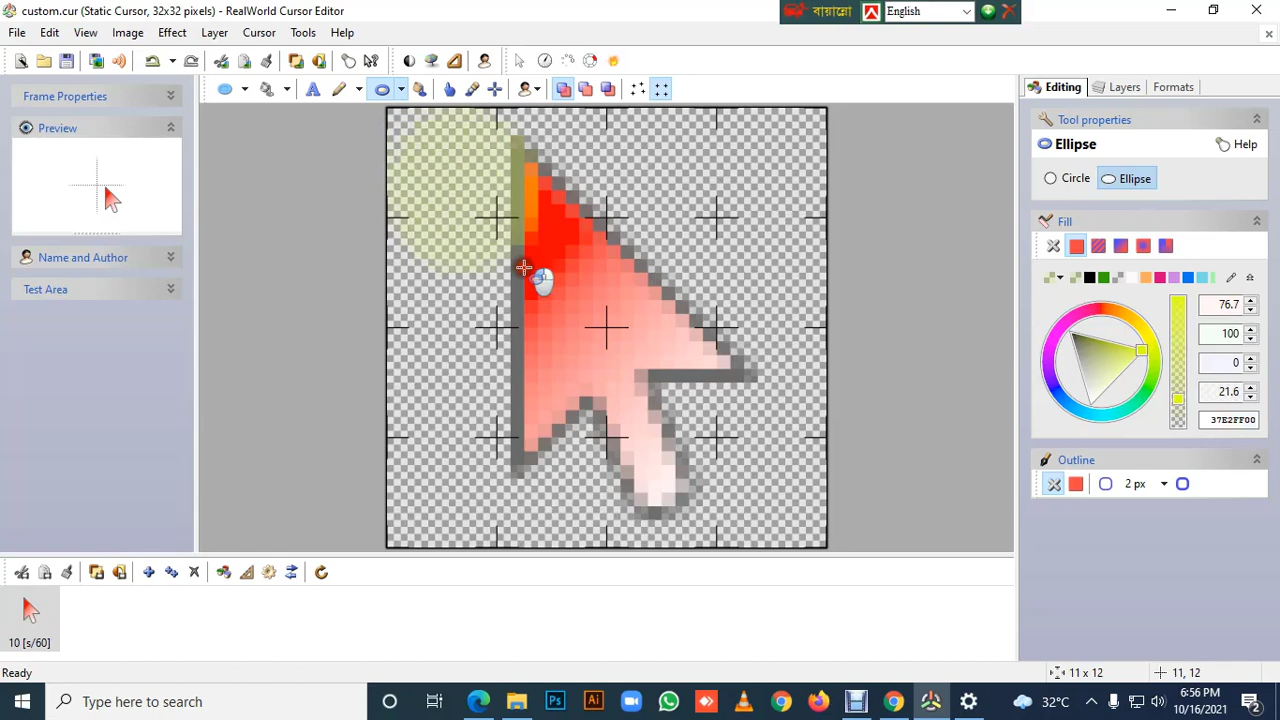 custom.cur (Static Cursor, 32x32 pixels) - RealWorld Cursor Editor
বায়ান্নো
English
File Edit View Image Effect Layer Cursor Tools Help
Frame Properties
Preview
Name and Author
Test Area
Editing Layers Formats
Tool properties
Ellipse Help
Circle Ellipse
Fill
76.7
100
0
21.6
37E2FF00
Outline
2 px
10 [s/60]
Ready
11 x 12
11, 12
Type here to search
Ps
Ai
32°C
6:56 PM
10/16/2021
2